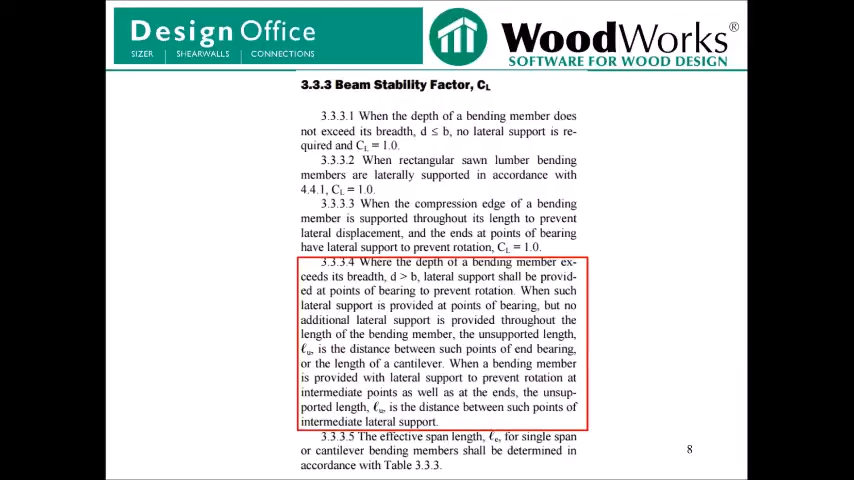 Design Office
SIZER | SHEARWALLS | CONNECTIONS
WoodWorks®
SOFTWARE FOR WOOD DESIGN
3.3.3 Beam Stability Factor, CL
3.3.3.1 When the depth of a bending member does
not exceed its breadth, d ≤ b, no lateral support is re-
quired and CL = 1.0.
3.3.3.2 When rectangular sawn lumber bending
members are laterally supported in accordance with
4.4.1, CL = 1.0.
3.3.3.3 When the compression edge of a bending
member is supported throughout its length to prevent
lateral displacement, and the ends at points of bearing
have lateral support to prevent rotation, CL = 1.0.
3.3.3.4 Where the depth of a bending member ex-
ceeds its breadth, d > b, lateral support shall be provid-
ed at points of bearing to prevent rotation. When such
lateral support is provided at points of bearing, but no
additional lateral support is provided throughout the
length of the bending member, the unsupported length,
ℓu, is the distance between such points of end bearing,
or the length of a cantilever. When a bending member
is provided with lateral support to prevent rotation at
intermediate points as well as at the ends, the unsup-
ported length, ℓu, is the distance between such points of
intermediate lateral support.
3.3.3.5 The effective span length, ℓe, for single span
or cantilever bending members shall be determined in
accordance with Table 3.3.3.
8